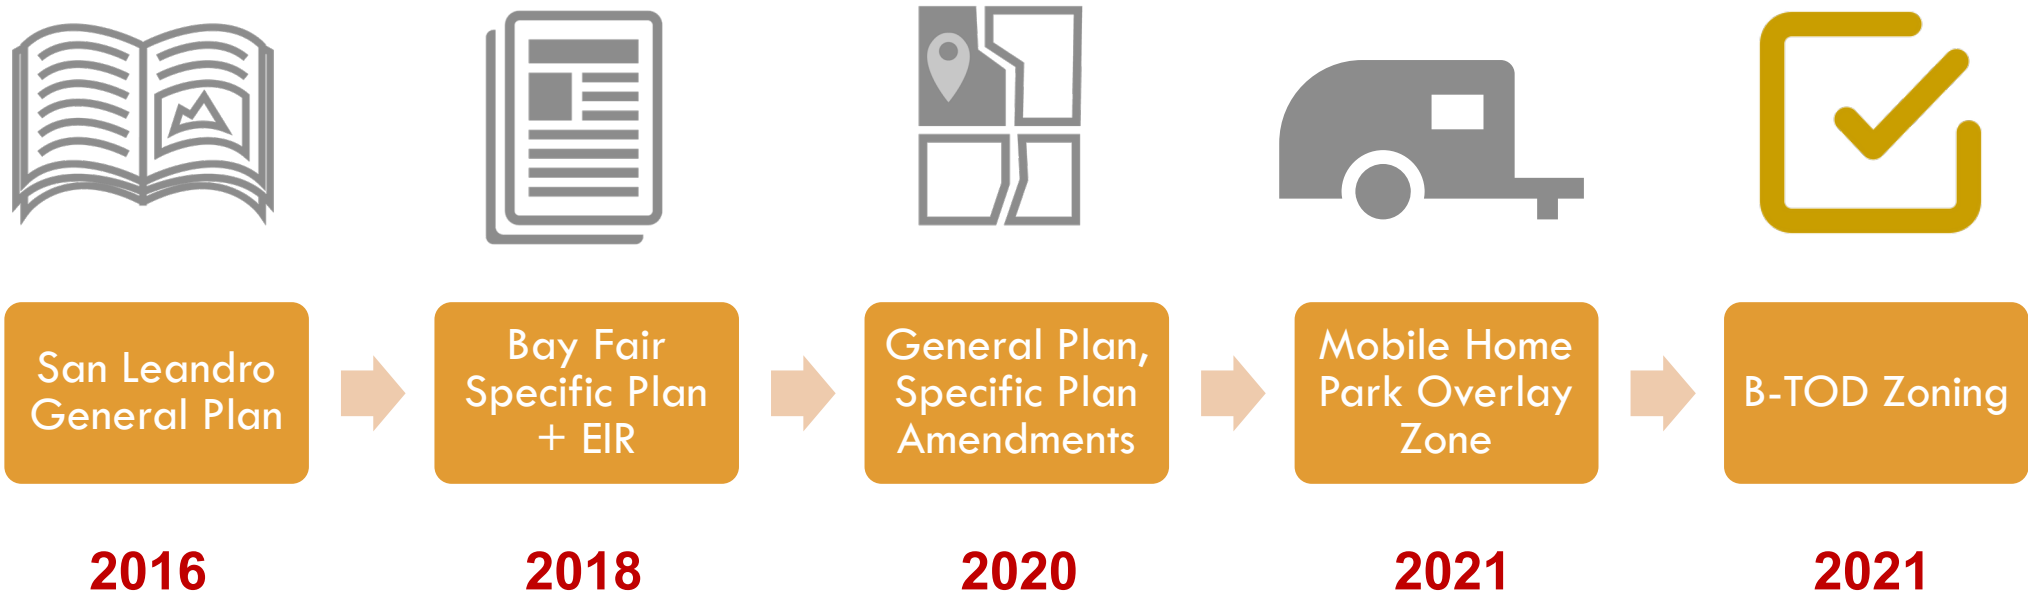 San Leandro
General Plan
Bay Fair
Specific Plan
+ EIR
General Plan,
Specific Plan
Amendments
Mobile Home
Park Overlay
Zone
B-TOD Zoning
2016
2018
2020
2021
2021